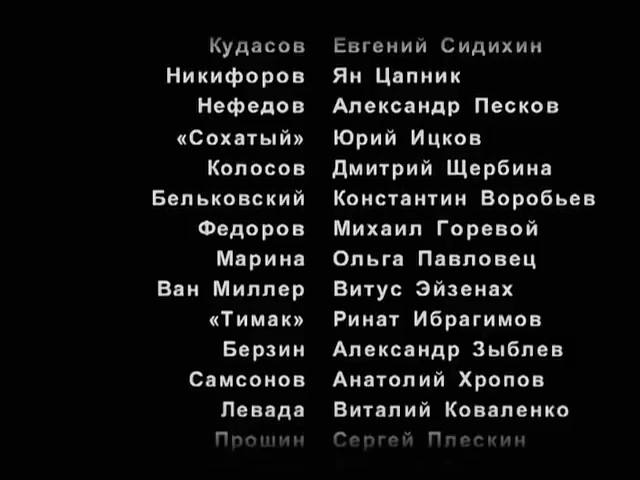 Кудасов Евгений Сидихин
Никифоров Ян Цапник
Нефедов Александр Песков
«Сохатый» Юрий Ицков
Колосов Дмитрий Щербина
Бельковский Константин Воробьев
Федоров Михаил Горевой
Марина Ольга Павловец
Ван Миллер Витус Эйзенах
«Тимак» Ринат Ибрагимов
Берзин Александр Зыблев
Самсонов Анатолий Хропов
Левада Виталий Коваленко
Прошин Сергей Плескин